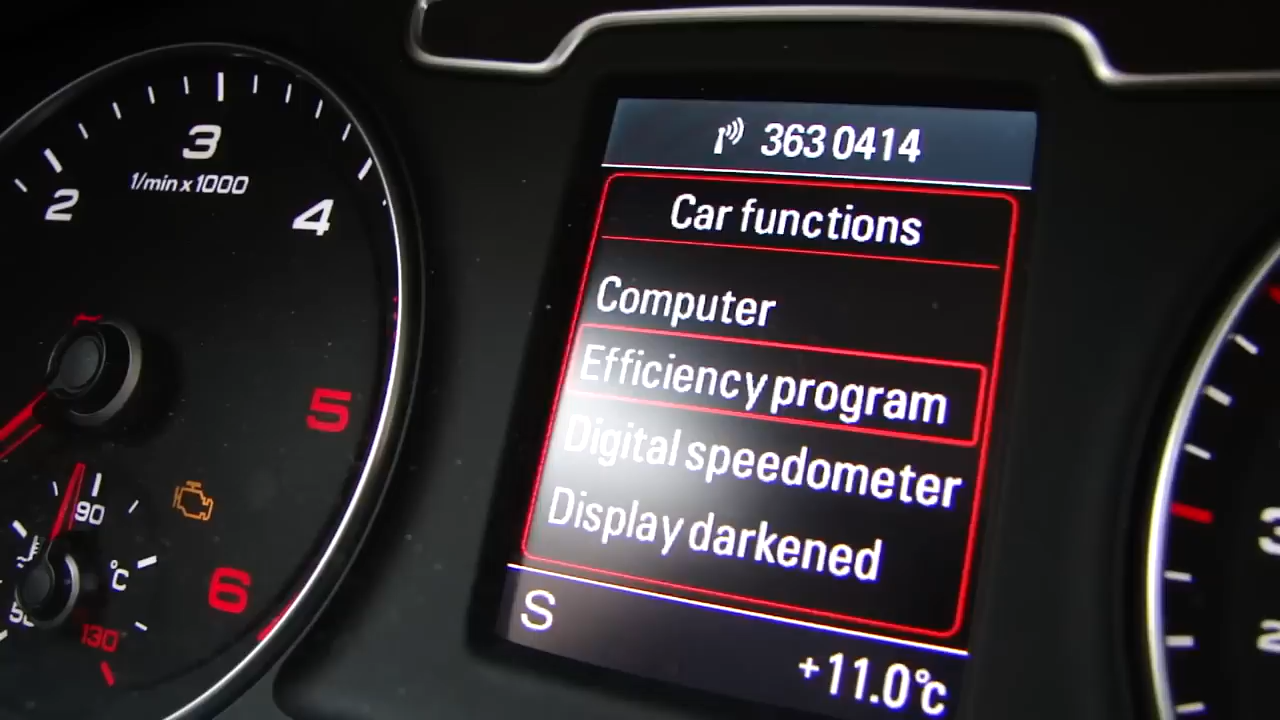 363 0414
Car functions
Computer
Efficiency program
Digital speedometer
Display darkened
S
+11.0°C
3
1/min x 1000
2
4
5
6
90
°C
130